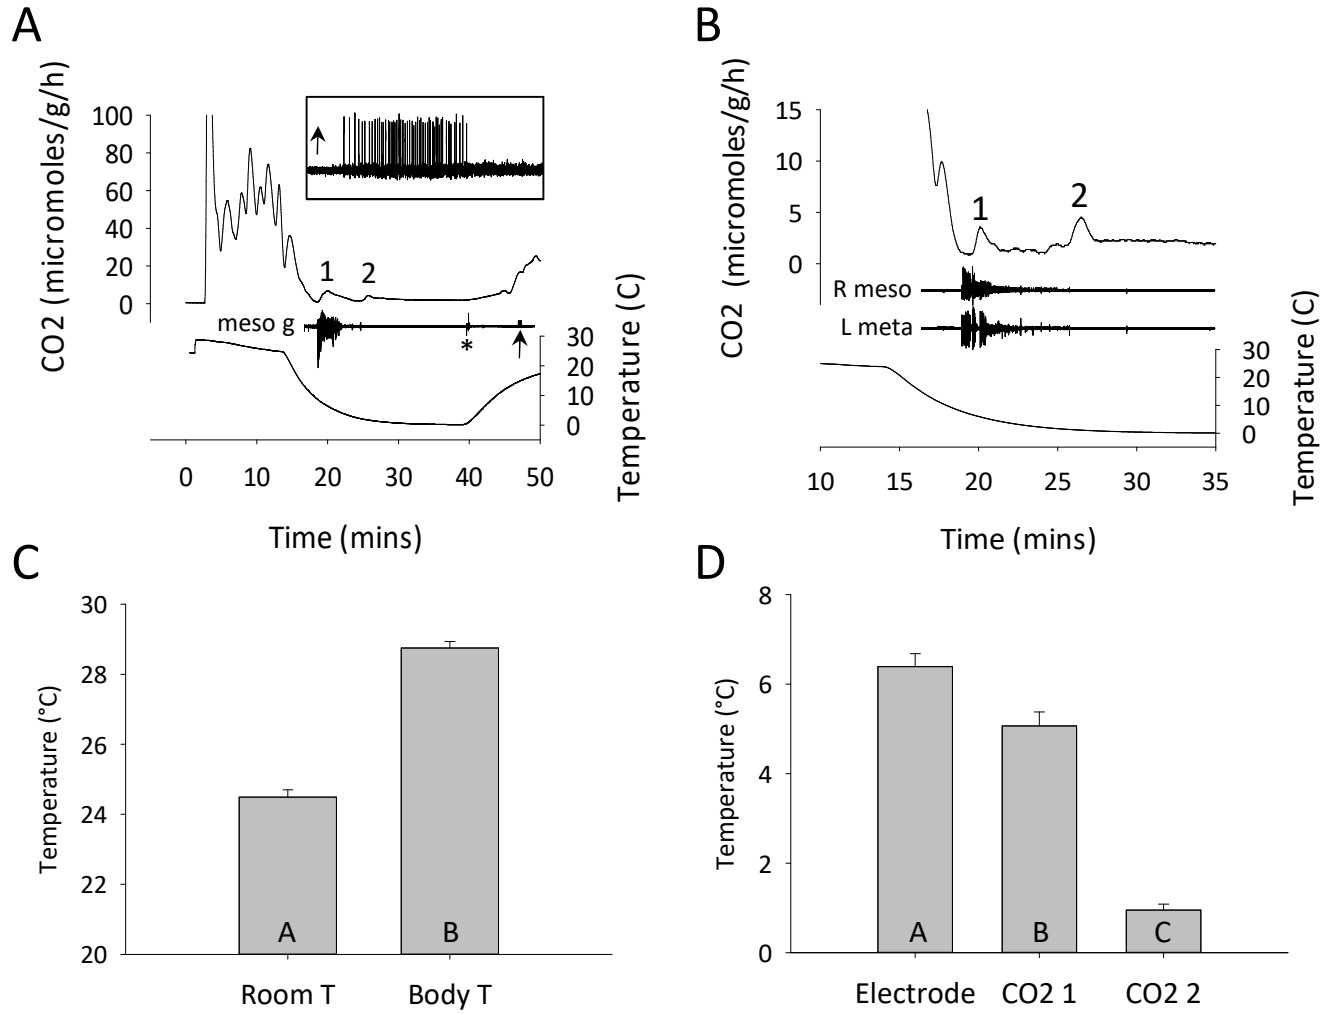 A
CO2 (micromoles/g/h)
100
80
60
40
20
0
1
2
meso g
*
30
20
10
0
Temperature (C)
0 10 20 30 40 50
Time (mins)
B
CO2 (micromoles/g/h)
15
10
5
0
1
2
R meso
L meta
30
20
10
0
Temperature (C)
10 15 20 25 30 35
Time (mins)
C
Temperature (°C)
30
28
26
24
22
20
A
B
Room T Body T
D
Temperature (°C)
8
6
4
2
0
A
B
C
Electrode CO2 1 CO2 2